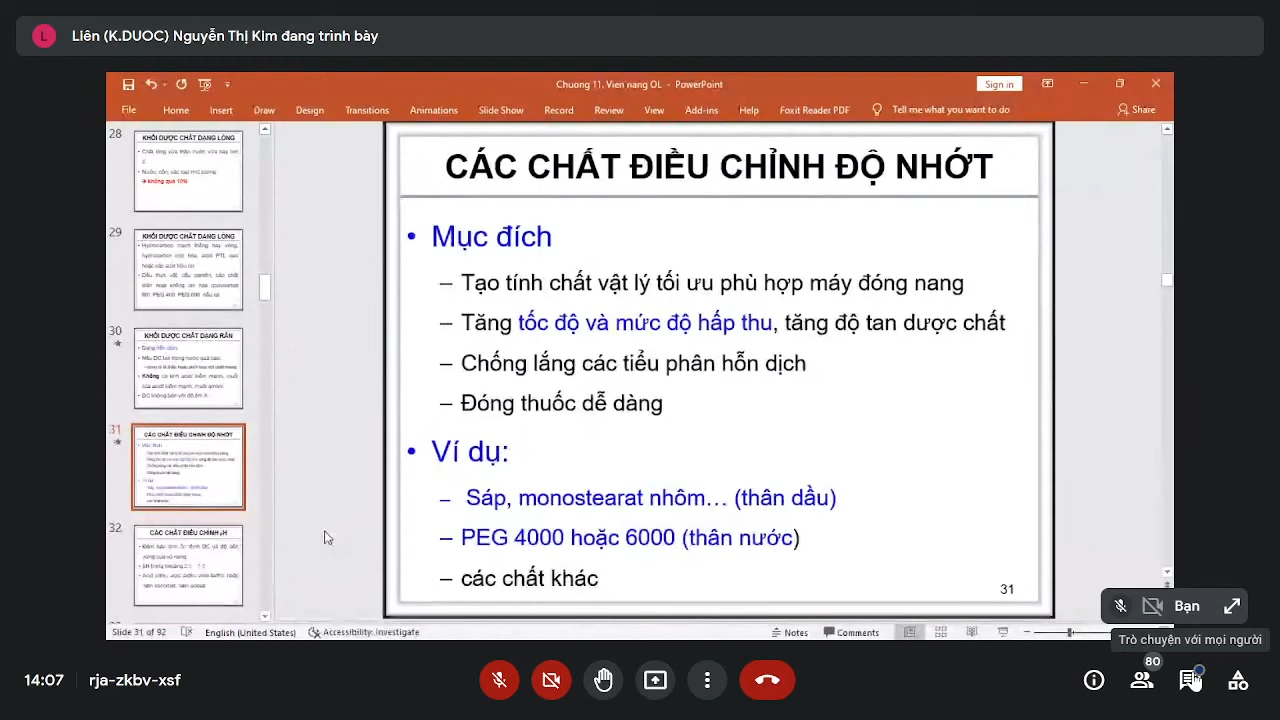 L
Liên (K.DUOC) Nguyễn Thị Kim đang trình bày
Chuong 11. Vien nang OL - PowerPoint
Sign in
File Home Insert Draw Design Transitions Animations Slide Show Record Review View Add-ins Help Foxit Reader PDF Tell me what you want to do Share
28
KHỐI DƯỢC CHẤT DẠNG LỎNG
➔ không quá 10%
29
KHỐI DƯỢC CHẤT DẠNG LỎNG
30
KHỐI DƯỢC CHẤT DẠNG RẮN
31
CÁC CHẤT ĐIỀU CHỈNH ĐỘ NHỚT
32
CÁC CHẤT ĐIỀU CHỈNH pH
CÁC CHẤT ĐIỀU CHỈNH ĐỘ NHỚT
• Mục đích
– Tạo tính chất vật lý tối ưu phù hợp máy đóng nang
– Tăng tốc độ và mức độ hấp thu, tăng độ tan dược chất
– Chống lắng các tiểu phân hỗn dịch
– Đóng thuốc dễ dàng
• Ví dụ:
– Sáp, monostearat nhôm… (thân dầu)
– PEG 4000 hoặc 6000 (thân nước)
– các chất khác
31
Slide 31 of 92 English (United States) Accessibility: Investigate Notes Comments
Bạn
Trò chuyện với mọi người
80
14:07 rja-zkbv-xsf